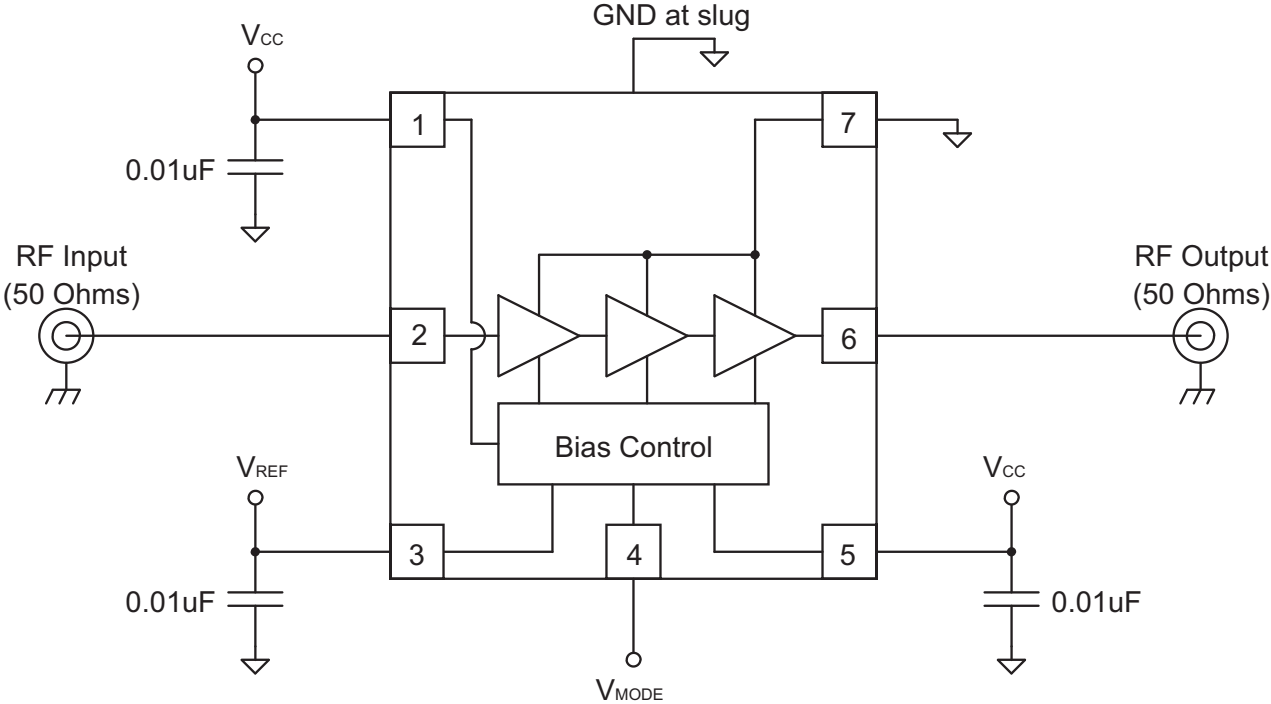 GND at slug
VCC
1
7
0.01uF
RF Input
(50 Ohms)
RF Output
(50 Ohms)
2
6
Bias Control
VREF
VCC
3
4
5
0.01uF
0.01uF
VMODE